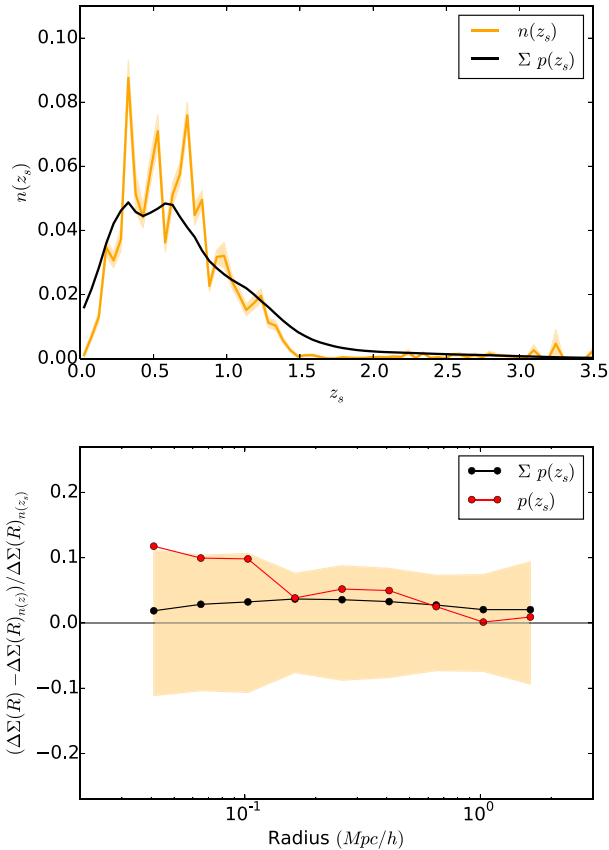 0.10
0.08
0.06
0.04
0.02
0.00
n(z_s)
n(z_s)
Σ p(z_s)
0.0 0.5 1.0 1.5 2.0 2.5 3.0 3.5
z_s
0.2
0.1
0.0
−0.1
−0.2
(ΔΣ(R) −ΔΣ(R)_{n(z)})/ΔΣ(R)_{n(z_s)}
Σ p(z_s)
p(z_s)
10^{-1} 10^{0}
Radius (Mpc/h)